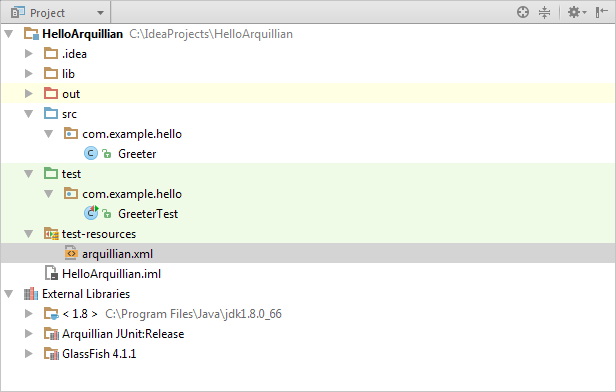 Project
HelloArquillian C:\IdeaProjects\HelloArquillian
.idea
lib
out
src
com.example.hello
Greeter
test
com.example.hello
GreeterTest
test-resources
arquillian.xml
HelloArquillian.iml
External Libraries
< 1.8 > C:\Program Files\Java\jdk1.8.0_66
Arquillian JUnit:Release
GlassFish 4.1.1